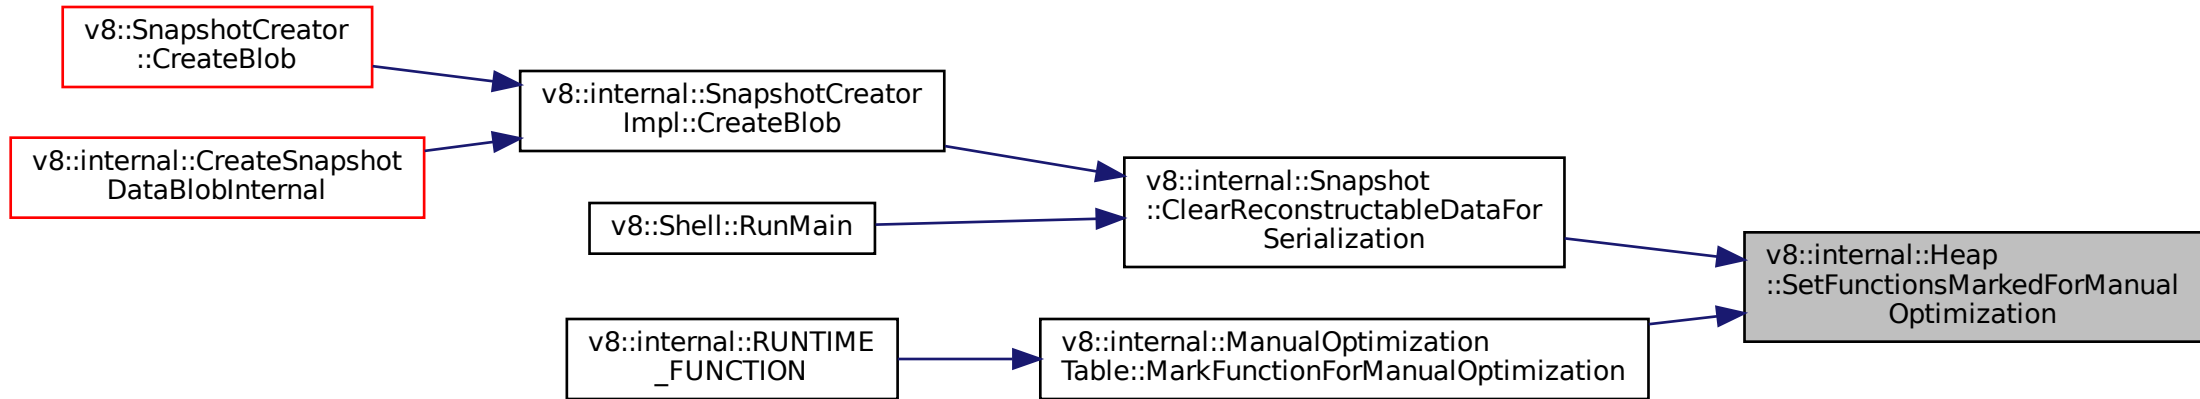 v8::SnapshotCreator
::CreateBlob
v8::internal::CreateSnapshot
DataBlobInternal
v8::internal::SnapshotCreator
Impl::CreateBlob
v8::Shell::RunMain
v8::internal::RUNTIME
_FUNCTION
v8::internal::Snapshot
::ClearReconstructableDataFor
Serialization
v8::internal::ManualOptimization
Table::MarkFunctionForManualOptimization
v8::internal::Heap
::SetFunctionsMarkedForManual
Optimization